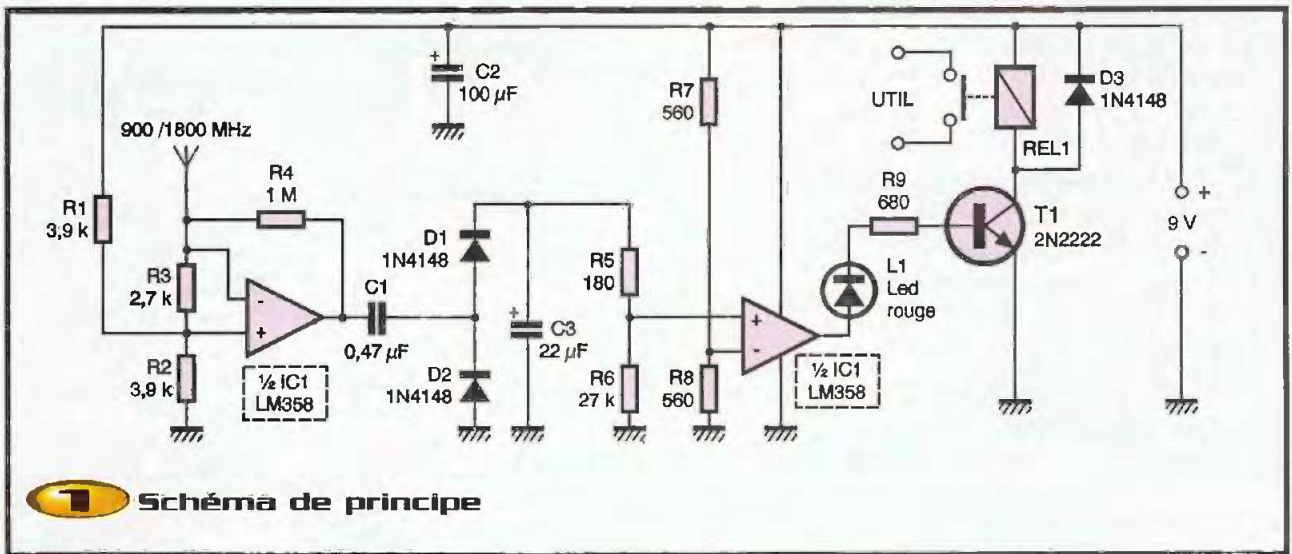 900 /1800 MHz
R1
3,9 k
R3
2,7 k
R2
3,9 k
R4
1 M
-
+
½ IC1
LM358
C1
0,47 µF
+
C2
100 µF
D1
1N4148
D2
1N4148
+
C3
22 µF
R5
180
R6
27 k
R7
560
R8
560
+
-
½ IC1
LM358
L1
Led
rouge
R9
680
UTIL
REL1
D3
1N4148
T1
2N2222
+
9 V
-
1 Schéma de principe